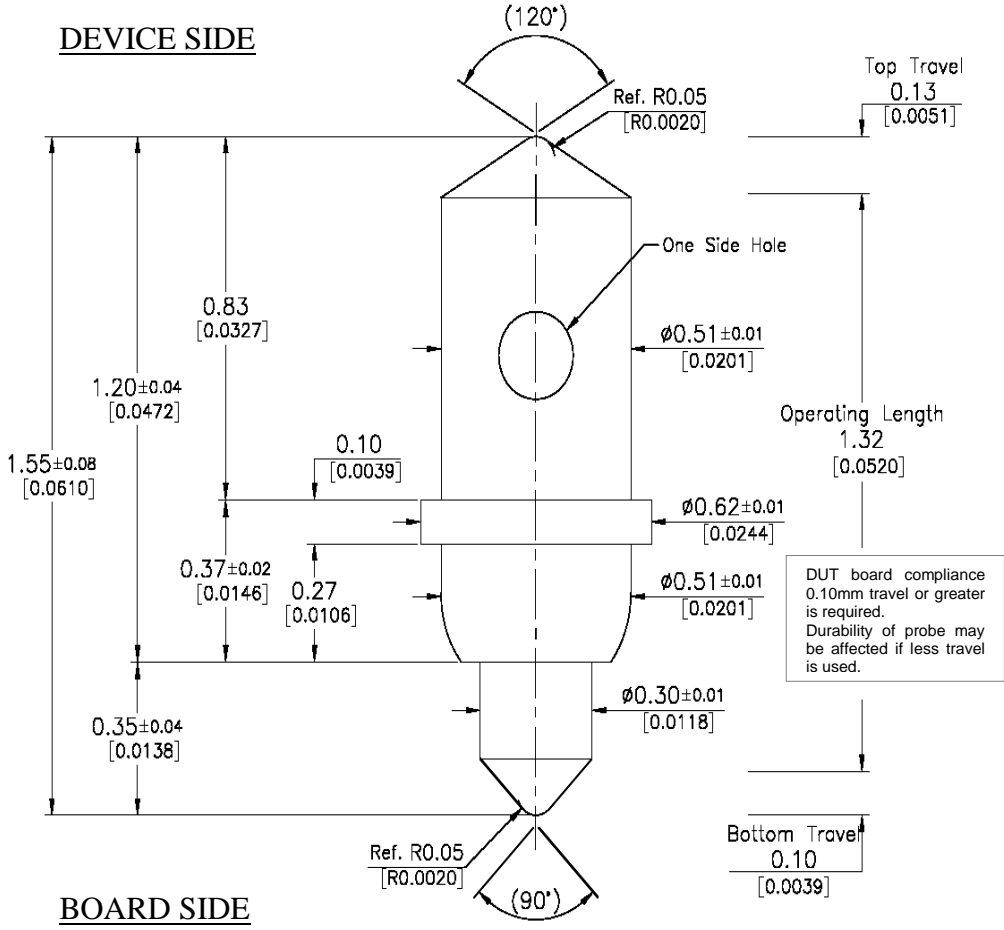 DEVICE SIDE
(120°)
Top Travel
0.13
[0.0051]
Ref. R0.05
[R0.0020]
One Side Hole
0.83
[0.0327]
Ø0.51±0.01
[0.0201]
1.20±0.04
[0.0472]
Operating Length
1.32
[0.0520]
0.10
[0.0039]
1.55±0.08
[0.0610]
Ø0.62±0.01
[0.0244]
0.37±0.02
[0.0146]
0.27
[0.0106]
Ø0.51±0.01
[0.0201]
DUT board compliance
0.10mm travel or greater
is required.
Durability of probe may
be affected if less travel
is used.
Ø0.30±0.01
[0.0118]
0.35±0.04
[0.0138]
Bottom Travel
0.10
[0.0039]
Ref. R0.05
[R0.0020]
(90°)
BOARD SIDE